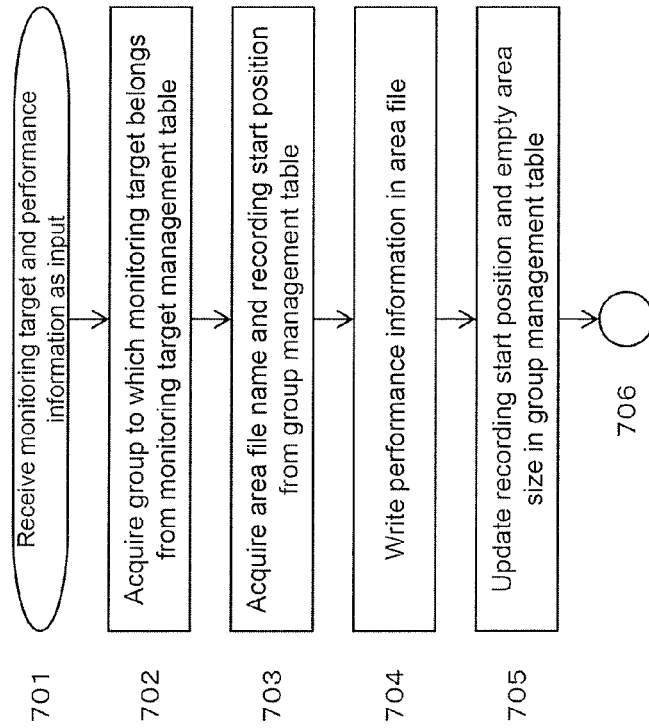 701
Receive monitoring target and performance
information as input
702
Acquire group to which monitoring target belongs
from monitoring target management table
703
Acquire area file name and recording start position
from group management table
704
Write performance information in area file
705
Update recording start position and empty area
size in group management table
706